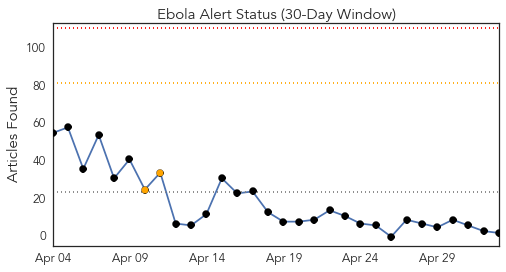 Ebola Alert Status (30-Day Window)
Articles Found
100
80
60
40
20
0
Apr 04 Apr 09 Apr 14 Apr 19 Apr 24 Apr 29